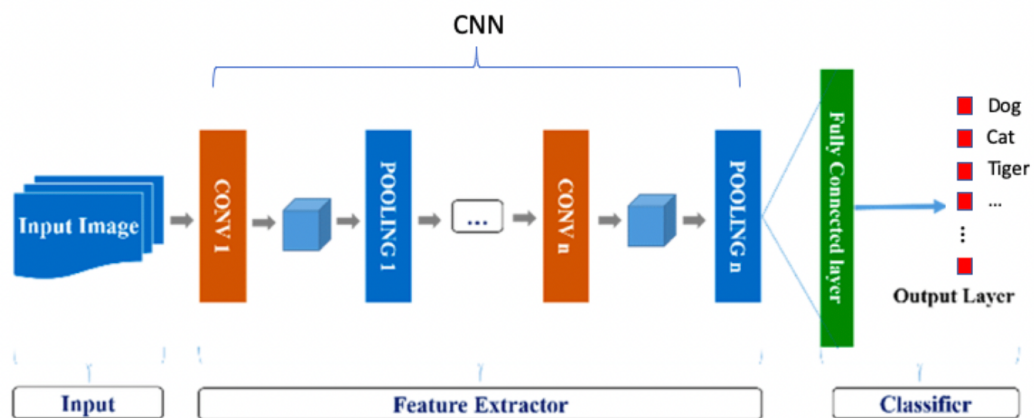 CNN
Input Image
CONV 1
POOLING 1
...
CONV n
POOLING n
Fully Connected layer
Dog
Cat
Tiger
...
⋮
Output Layer
Input
Feature Extractor
Classifier